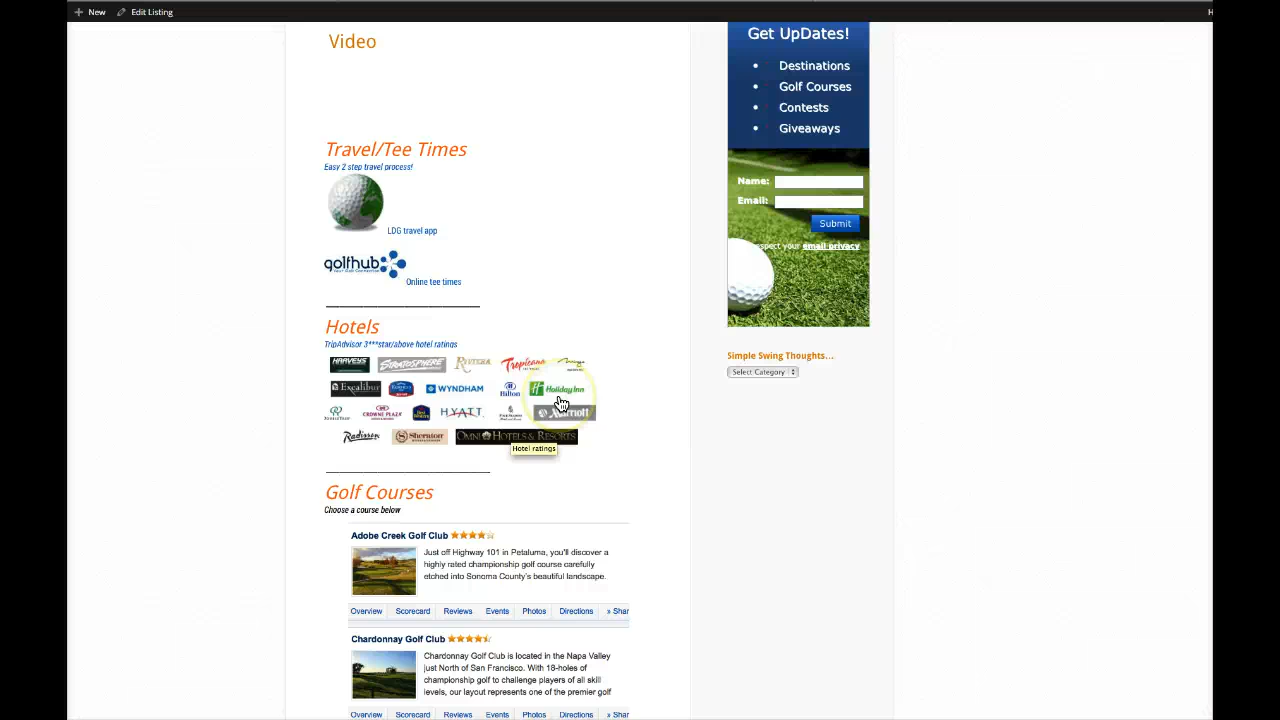 New Edit Listing H
Video
Get UpDates!
Destinations
Golf Courses
Contests
Giveaways
Name:
Email:
Submit
spect your email privacy
Simple Swing Thoughts...
Select Category
Travel/Tee Times
Easy 2 step travel process!
LDG travel app
golfhub
Online tee times
Hotels
TripAdvisor 3***star/above hotel ratings
HARVEYS STRATOSPHERE RIVIERA Tropicana
Excalibur WYNDHAM Hilton Holiday Inn
CROWNE PLAZA Best Western HYATT Marriott
Radisson Sheraton OMNI HOTELS & RESORTS
Hotel ratings
Golf Courses
Choose a course below
Adobe Creek Golf Club
Just off Highway 101 in Petaluma, you'll discover a
highly rated championship golf course carefully
etched into Sonoma County's beautiful landscape.
Overview Scorecard Reviews Events Photos Directions » Shar
Chardonnay Golf Club
Chardonnay Golf Club is located in the Napa Valley
just North of San Francisco. With 18-holes of
championship golf to challenge players of all skill
levels, our layout represents one of the premier golf
Overview Scorecard Reviews Events Photos Directions » Shar